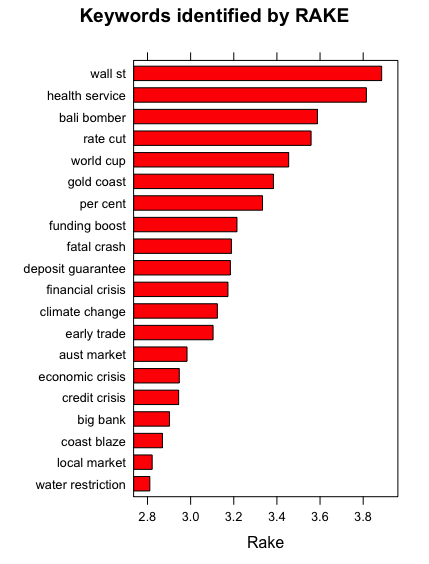 Keywords identified by RAKE
wall st
health service
bali bomber
rate cut
world cup
gold coast
per cent
funding boost
fatal crash
deposit guarantee
financial crisis
climate change
early trade
aust market
economic crisis
credit crisis
big bank
coast blaze
local market
water restriction
2.8 3.0 3.2 3.4 3.6 3.8
Rake